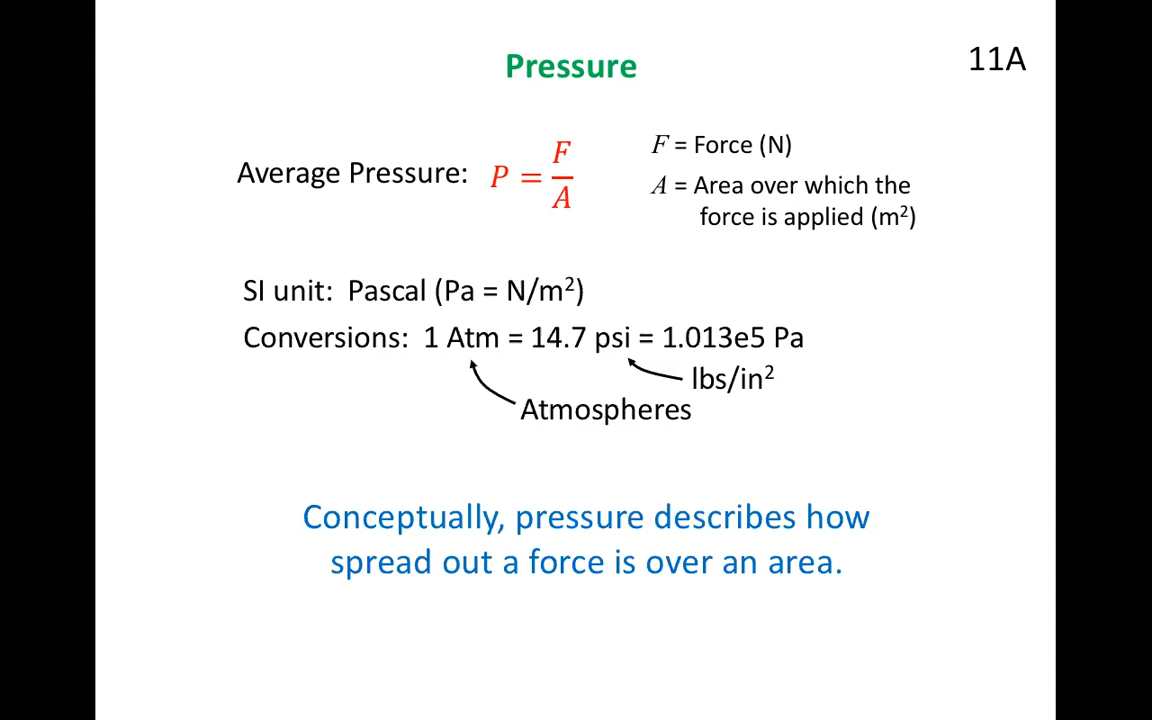 Pressure
11A
Average Pressure: P = F/A
F = Force (N)
A = Area over which the
force is applied (m²)
SI unit: Pascal (Pa = N/m²)
Conversions: 1 Atm = 14.7 psi = 1.013e5 Pa
lbs/in²
Atmospheres
Conceptually, pressure describes how
spread out a force is over an area.